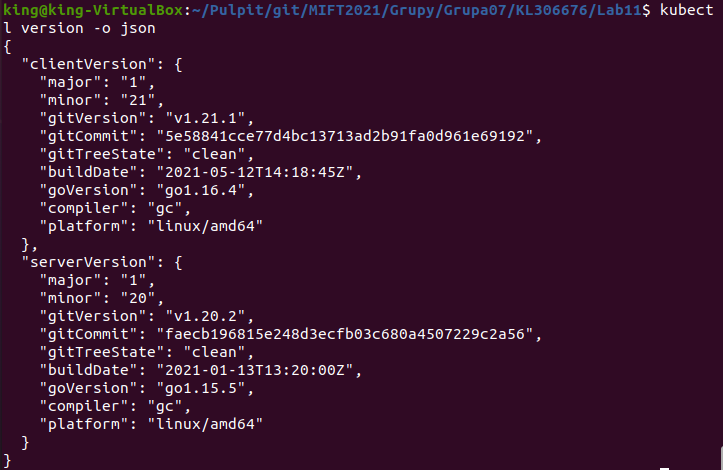 king@king-VirtualBox:~/Pulpit/git/MIFT2021/Grupy/Grupa07/KL306676/Lab11$ kubect
l version -o json
{
  "clientVersion": {
    "major": "1",
    "minor": "21",
    "gitVersion": "v1.21.1",
    "gitCommit": "5e58841cce77d4bc13713ad2b91fa0d961e69192",
    "gitTreeState": "clean",
    "buildDate": "2021-05-12T14:18:45Z",
    "goVersion": "go1.16.4",
    "compiler": "gc",
    "platform": "linux/amd64"
  },
  "serverVersion": {
    "major": "1",
    "minor": "20",
    "gitVersion": "v1.20.2",
    "gitCommit": "faecb196815e248d3ecfb03c680a4507229c2a56",
    "gitTreeState": "clean",
    "buildDate": "2021-01-13T13:20:00Z",
    "goVersion": "go1.15.5",
    "compiler": "gc",
    "platform": "linux/amd64"
  }
}